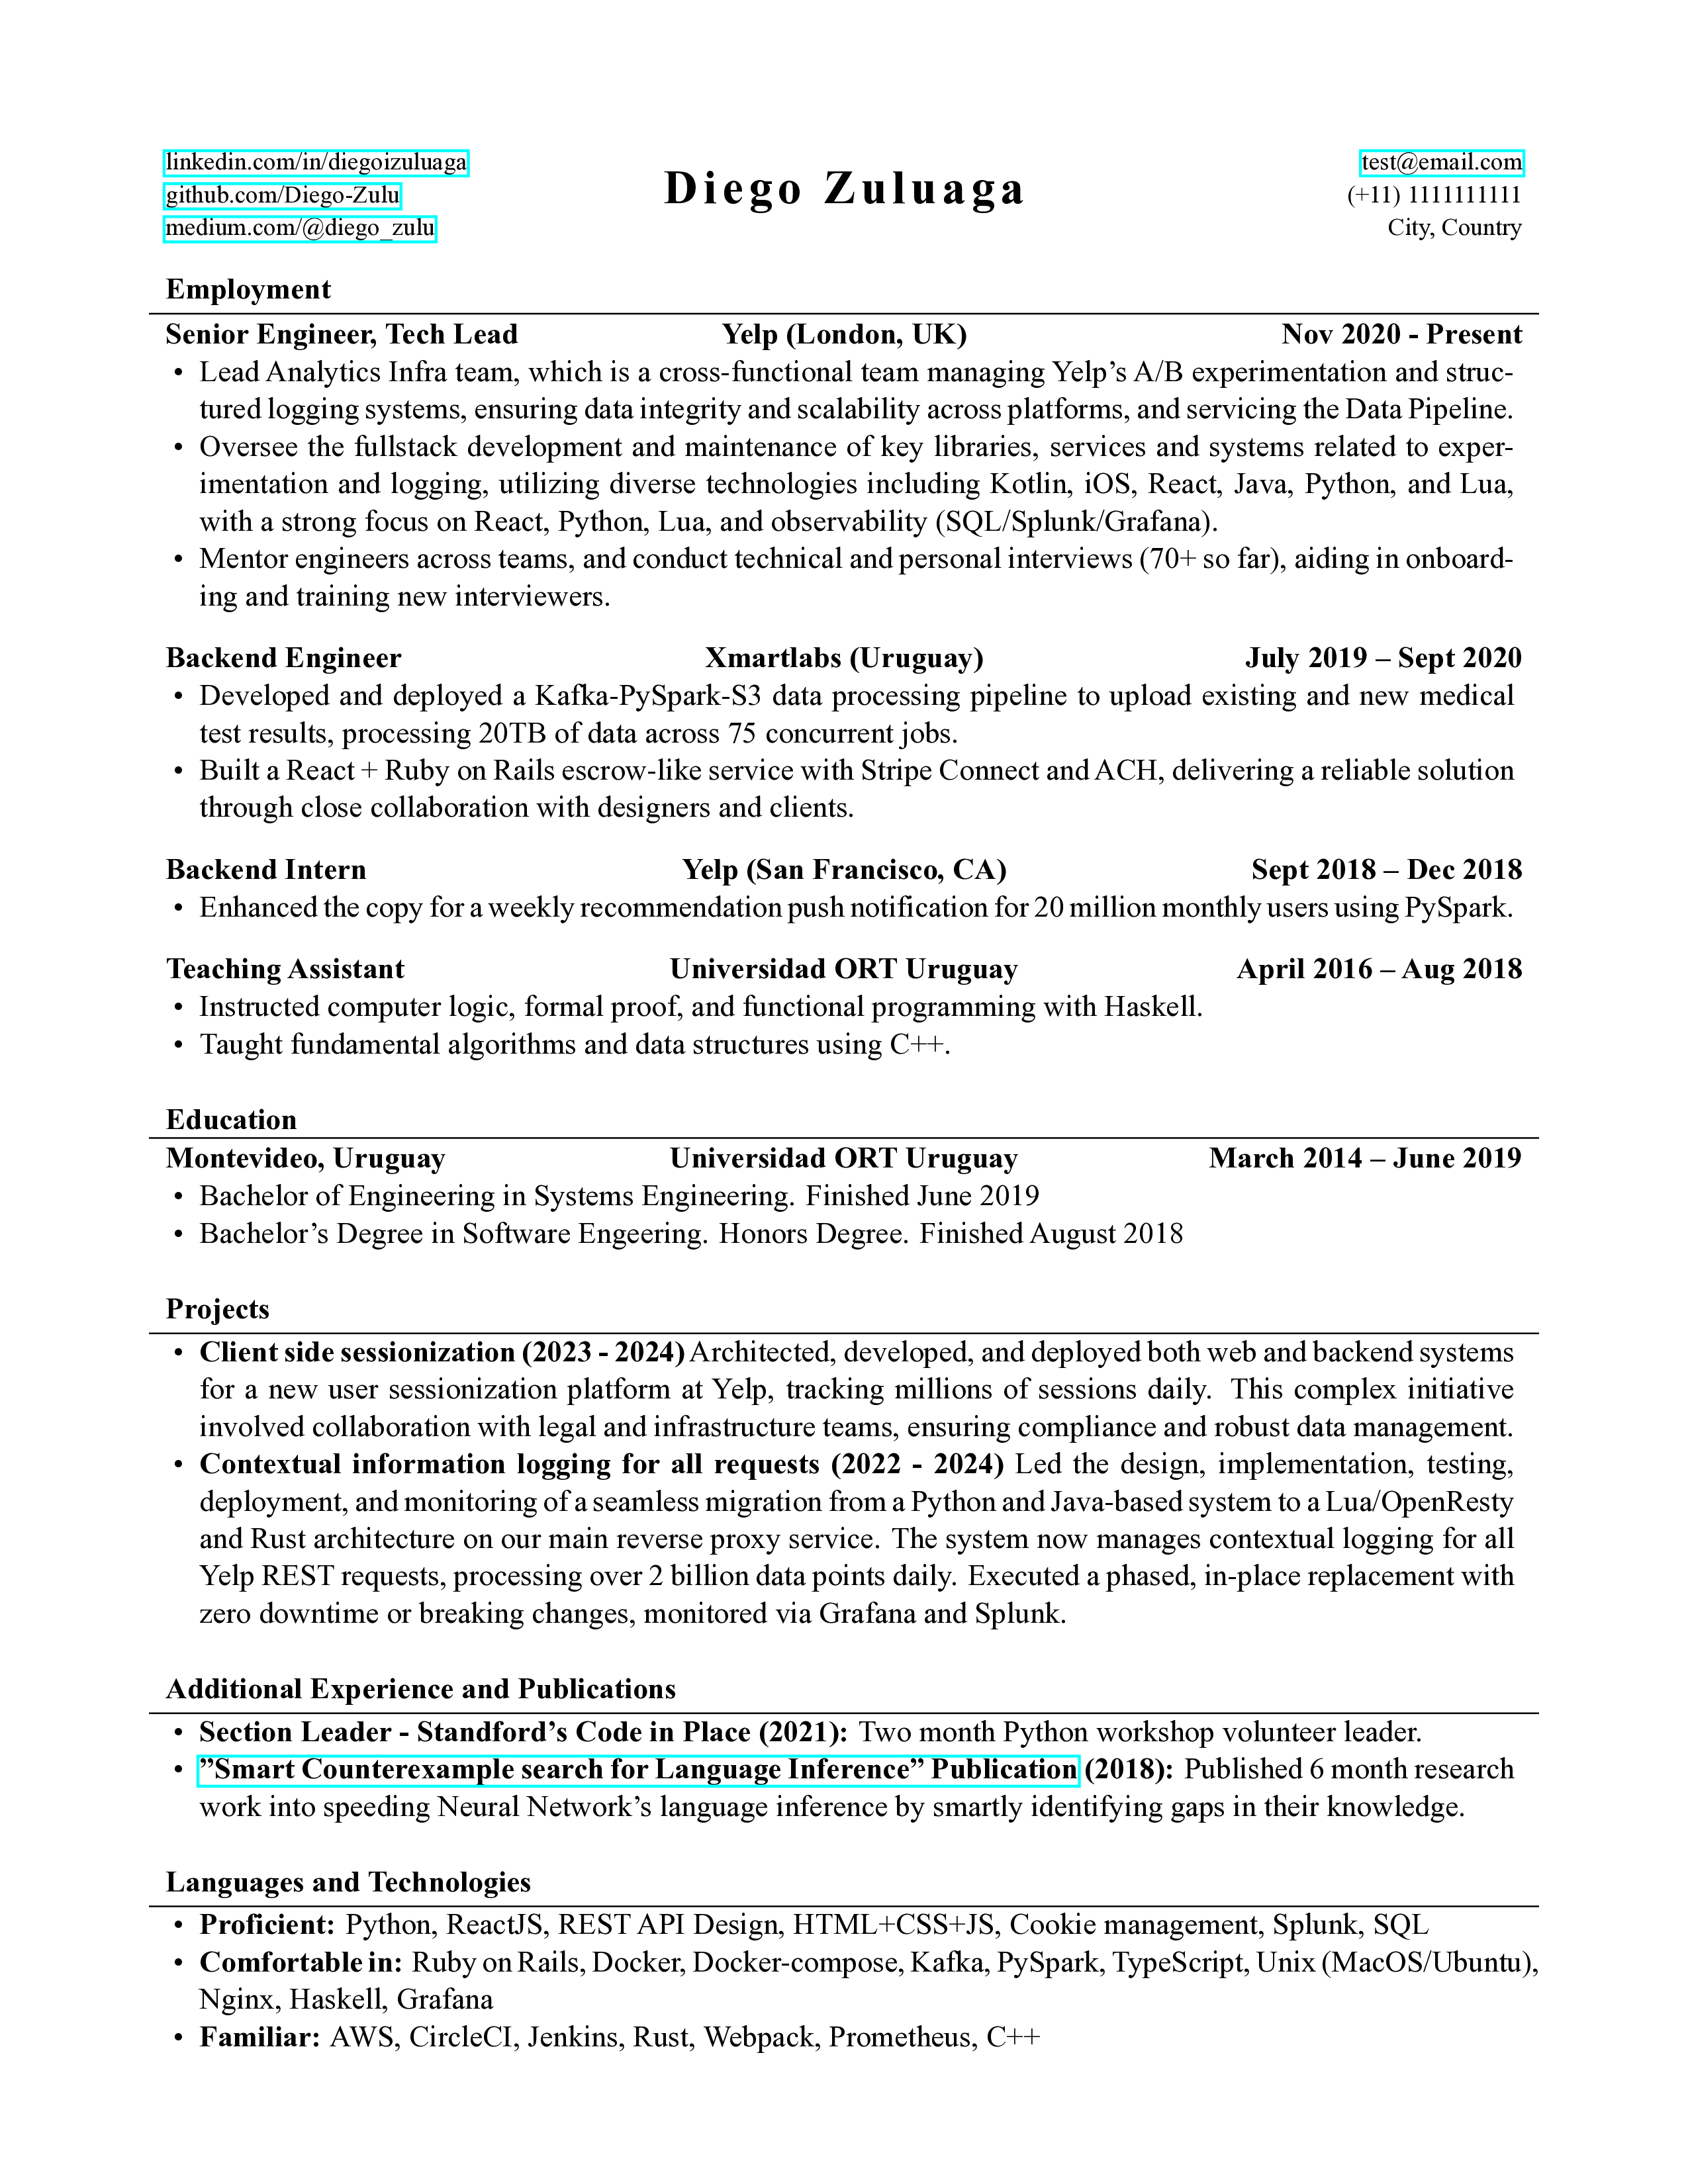 linkedin.com/in/diegoizuluaga
github.com/Diego-Zulu
medium.com/@diego_zulu
Diego Zuluaga
test@email.com
(+11) 1111111111
City, Country
Employment
Senior Engineer, Tech Lead Yelp (London, UK) Nov 2020 - Present
• Lead Analytics Infra team, which is a cross-functional team managing Yelp’s A/B experimentation and struc-
tured logging systems, ensuring data integrity and scalability across platforms, and servicing the Data Pipeline.
• Oversee the fullstack development and maintenance of key libraries, services and systems related to exper-
imentation and logging, utilizing diverse technologies including Kotlin, iOS, React, Java, Python, and Lua,
with a strong focus on React, Python, Lua, and observability (SQL/Splunk/Grafana).
• Mentor engineers across teams, and conduct technical and personal interviews (70+ so far), aiding in onboard-
ing and training new interviewers.
Backend Engineer Xmartlabs (Uruguay) July 2019 – Sept 2020
• Developed and deployed a Kafka-PySpark-S3 data processing pipeline to upload existing and new medical
test results, processing 20TB of data across 75 concurrent jobs.
• Built a React + Ruby on Rails escrow-like service with Stripe Connect and ACH, delivering a reliable solution
through close collaboration with designers and clients.
Backend Intern Yelp (San Francisco, CA) Sept 2018 – Dec 2018
• Enhanced the copy for a weekly recommendation push notification for 20 million monthly users using PySpark.
Teaching Assistant Universidad ORT Uruguay April 2016 – Aug 2018
• Instructed computer logic, formal proof, and functional programming with Haskell.
• Taught fundamental algorithms and data structures using C++.
Education
Montevideo, Uruguay Universidad ORT Uruguay March 2014 – June 2019
• Bachelor of Engineering in Systems Engineering. Finished June 2019
• Bachelor’s Degree in Software Engeering. Honors Degree. Finished August 2018
Projects
• Client side sessionization (2023 - 2024) Architected, developed, and deployed both web and backend systems
for a new user sessionization platform at Yelp, tracking millions of sessions daily. This complex initiative
involved collaboration with legal and infrastructure teams, ensuring compliance and robust data management.
• Contextual information logging for all requests (2022 - 2024) Led the design, implementation, testing,
deployment, and monitoring of a seamless migration from a Python and Java-based system to a Lua/OpenResty
and Rust architecture on our main reverse proxy service. The system now manages contextual logging for all
Yelp REST requests, processing over 2 billion data points daily. Executed a phased, in-place replacement with
zero downtime or breaking changes, monitored via Grafana and Splunk.
Additional Experience and Publications
• Section Leader - Standford’s Code in Place (2021): Two month Python workshop volunteer leader.
• ”Smart Counterexample search for Language Inference” Publication (2018): Published 6 month research
work into speeding Neural Network’s language inference by smartly identifying gaps in their knowledge.
Languages and Technologies
• Proficient: Python, ReactJS, REST API Design, HTML+CSS+JS, Cookie management, Splunk, SQL
• Comfortable in: Ruby on Rails, Docker, Docker-compose, Kafka, PySpark, TypeScript, Unix (MacOS/Ubuntu),
Nginx, Haskell, Grafana
• Familiar: AWS, CircleCI, Jenkins, Rust, Webpack, Prometheus, C++